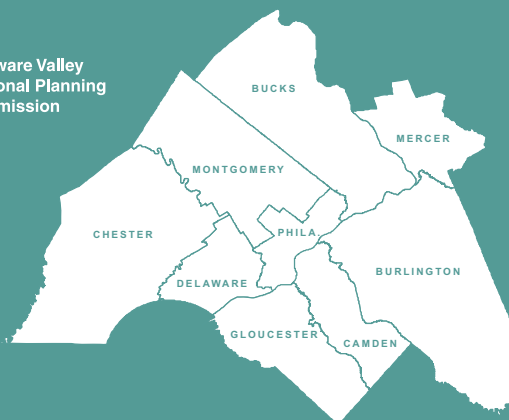 ware Valley
onal Planning
mission
BUCKS
MERCER
MONTGOMERY
CHESTER
PHILA.
DELAWARE
BURLINGTON
GLOUCESTER
CAMDEN